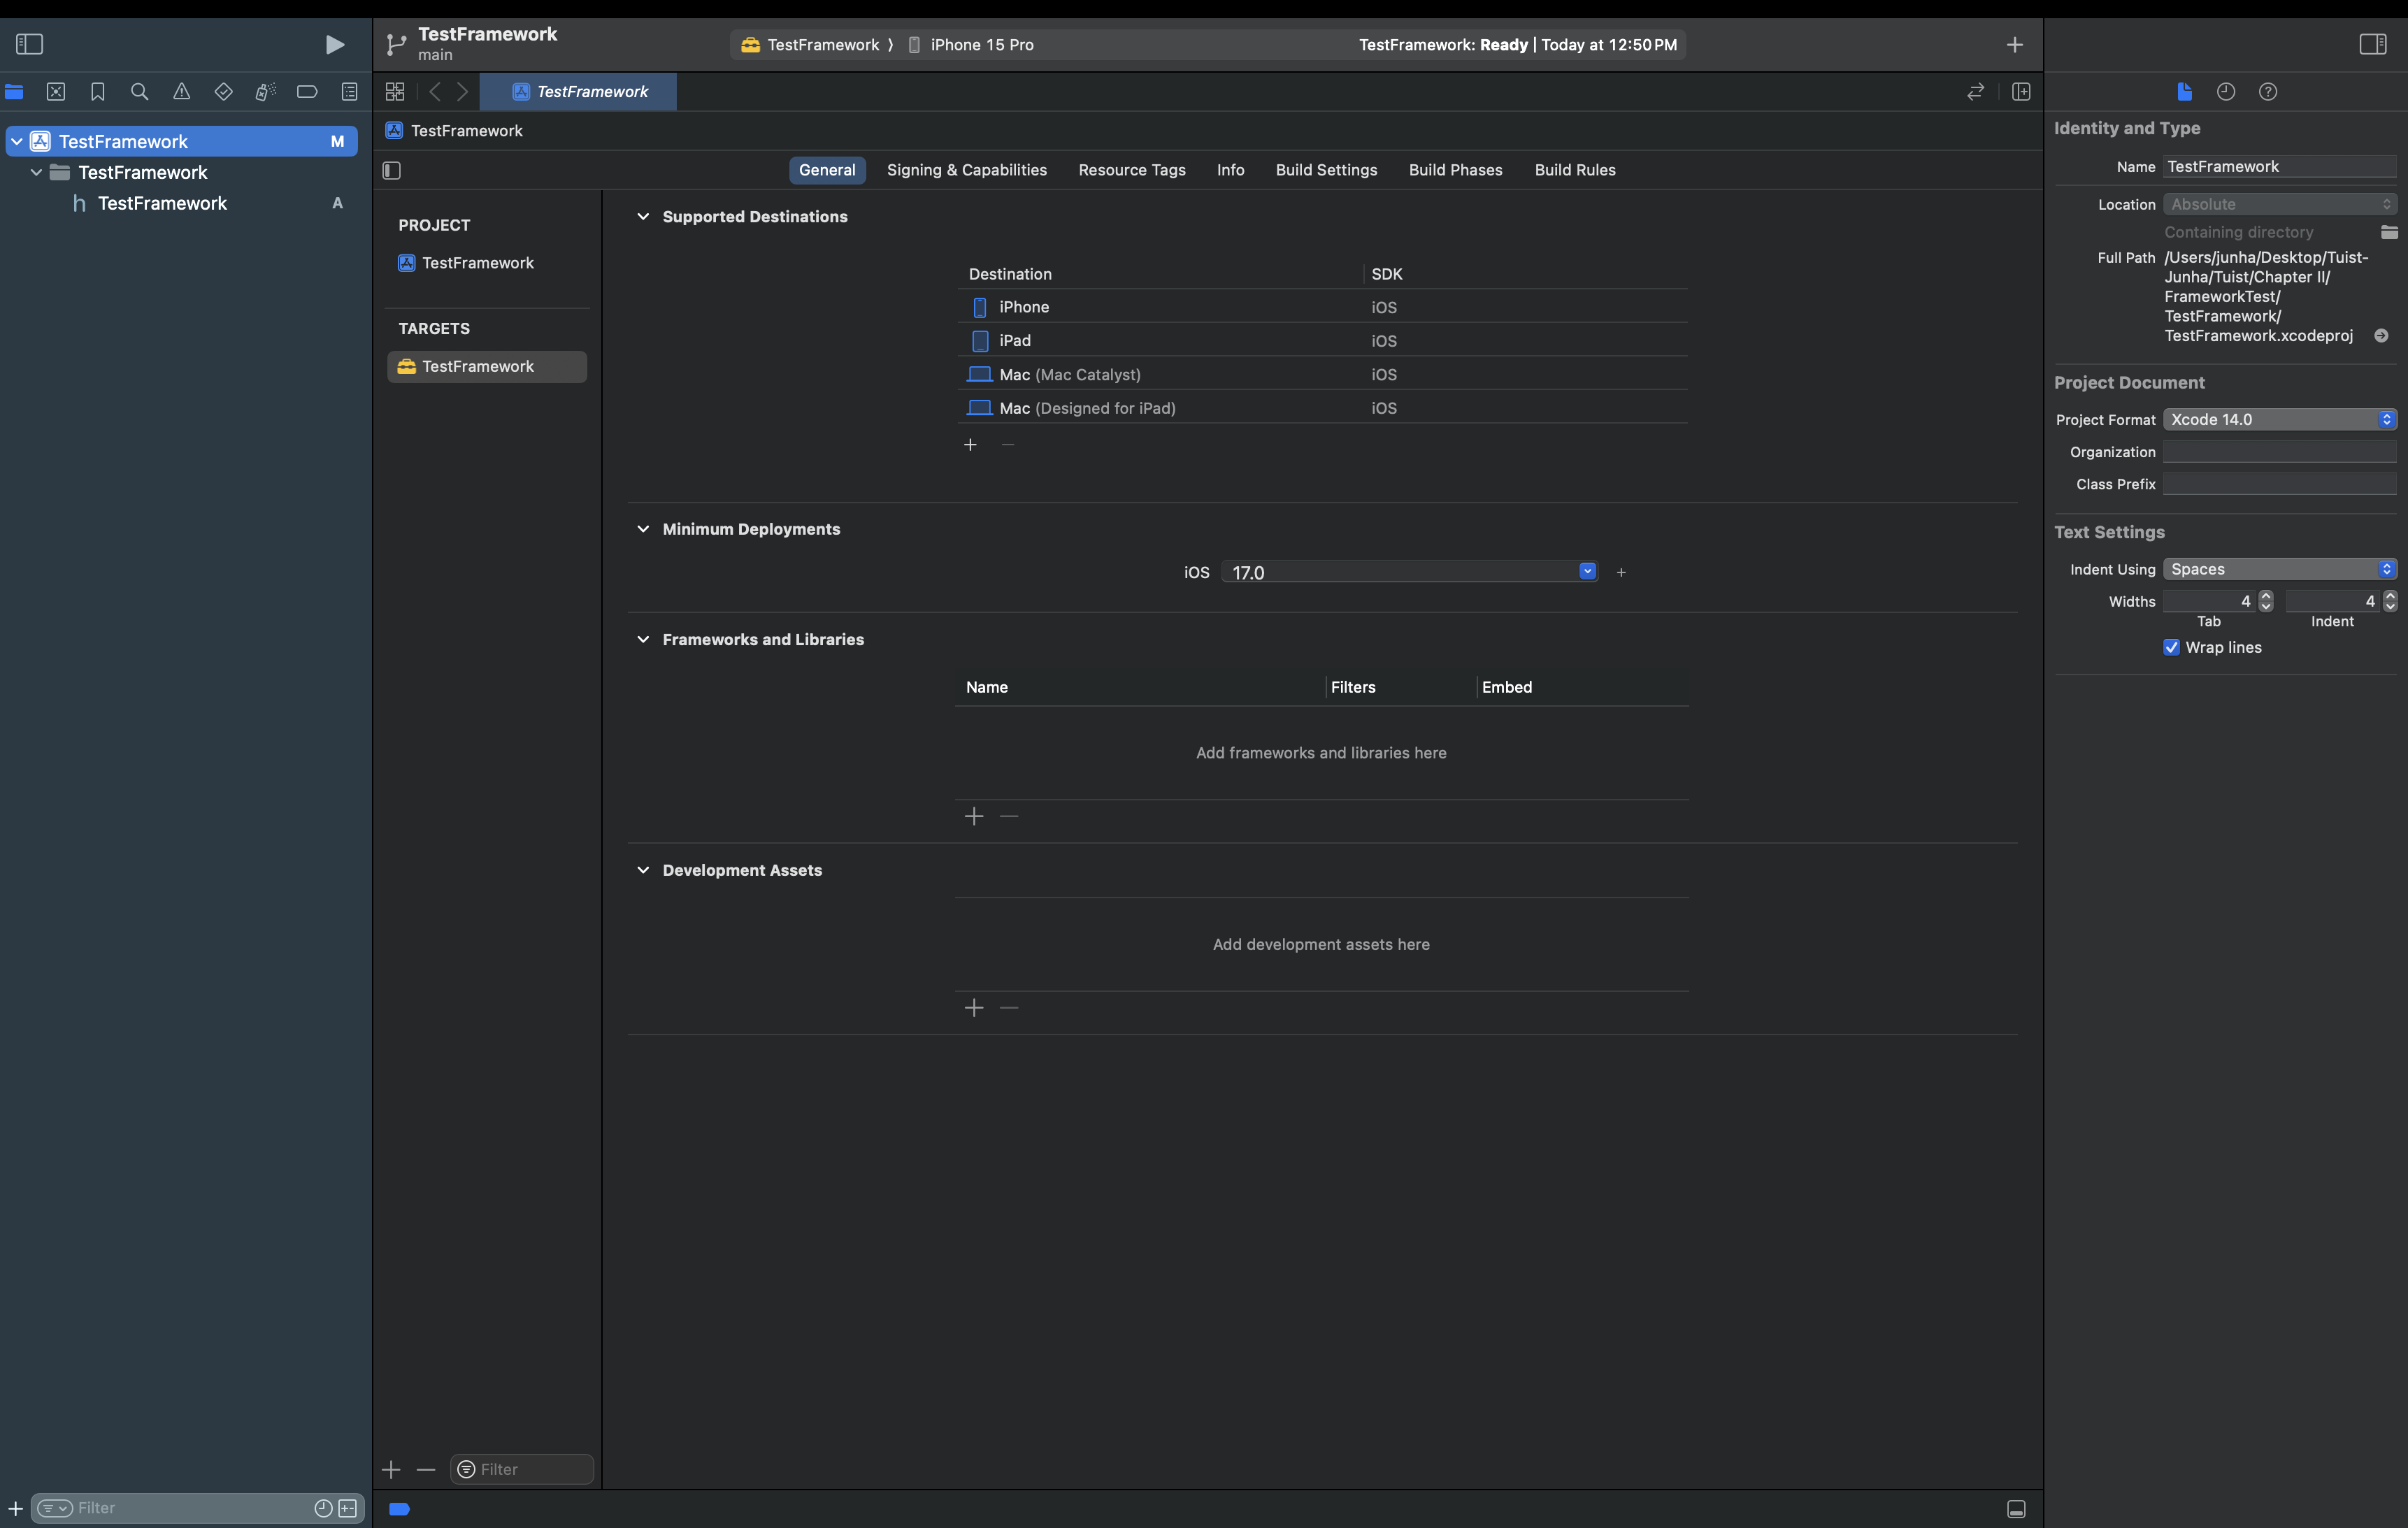 TestFramework
main
TestFramework ⟩ iPhone 15 Pro
TestFramework: Ready | Today at 12:50 PM
TestFramework
TestFramework M
TestFramework
TestFramework A
TestFramework
General Signing & Capabilities Resource Tags Info Build Settings Build Phases Build Rules
PROJECT
TestFramework
TARGETS
TestFramework
Filter
Filter
Supported Destinations
Destination SDK
iPhone iOS
iPad iOS
Mac (Mac Catalyst) iOS
Mac (Designed for iPad) iOS
Minimum Deployments
iOS 17.0
Frameworks and Libraries
Name Filters Embed
Add frameworks and libraries here
Development Assets
Add development assets here
Identity and Type
Name TestFramework
Location Absolute
Containing directory
Full Path /Users/junha/Desktop/Tuist-
Junha/Tuist/Chapter II/
FrameworkTest/
TestFramework/
TestFramework.xcodeproj
Project Document
Project Format Xcode 14.0
Organization
Class Prefix
Text Settings
Indent Using Spaces
Widths 4 4
Tab Indent
Wrap lines